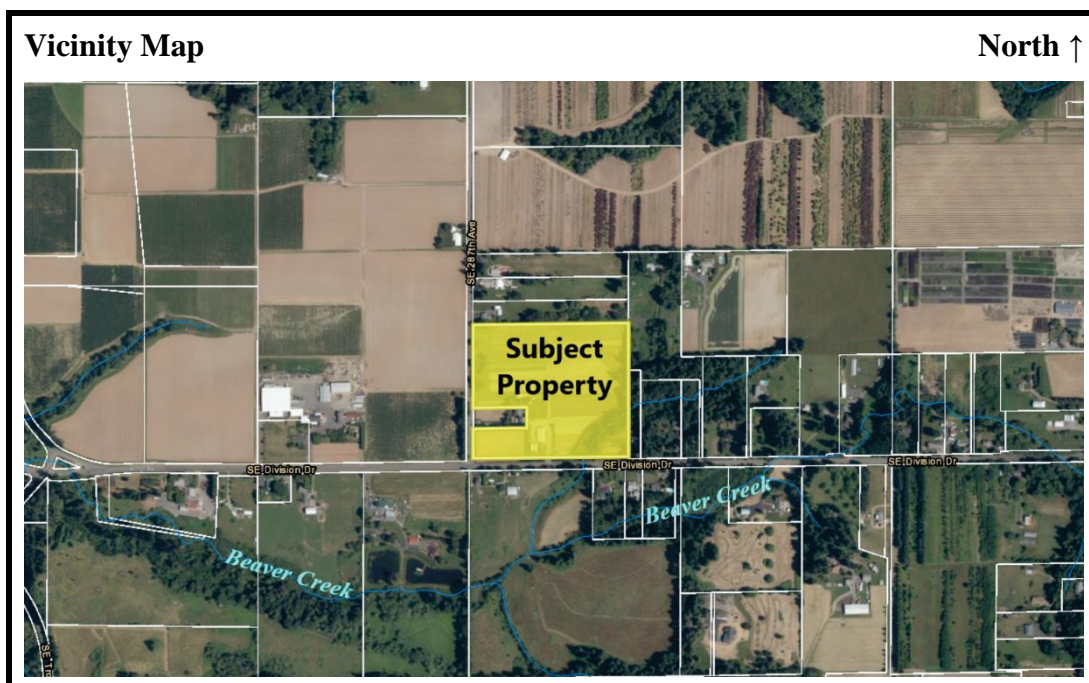 Vicinity Map
North ↑
SE 287th Ave
Subject
Property
SE Division Dr
SE Division Dr
SE Division Dr
Beaver Creek
Beaver Creek